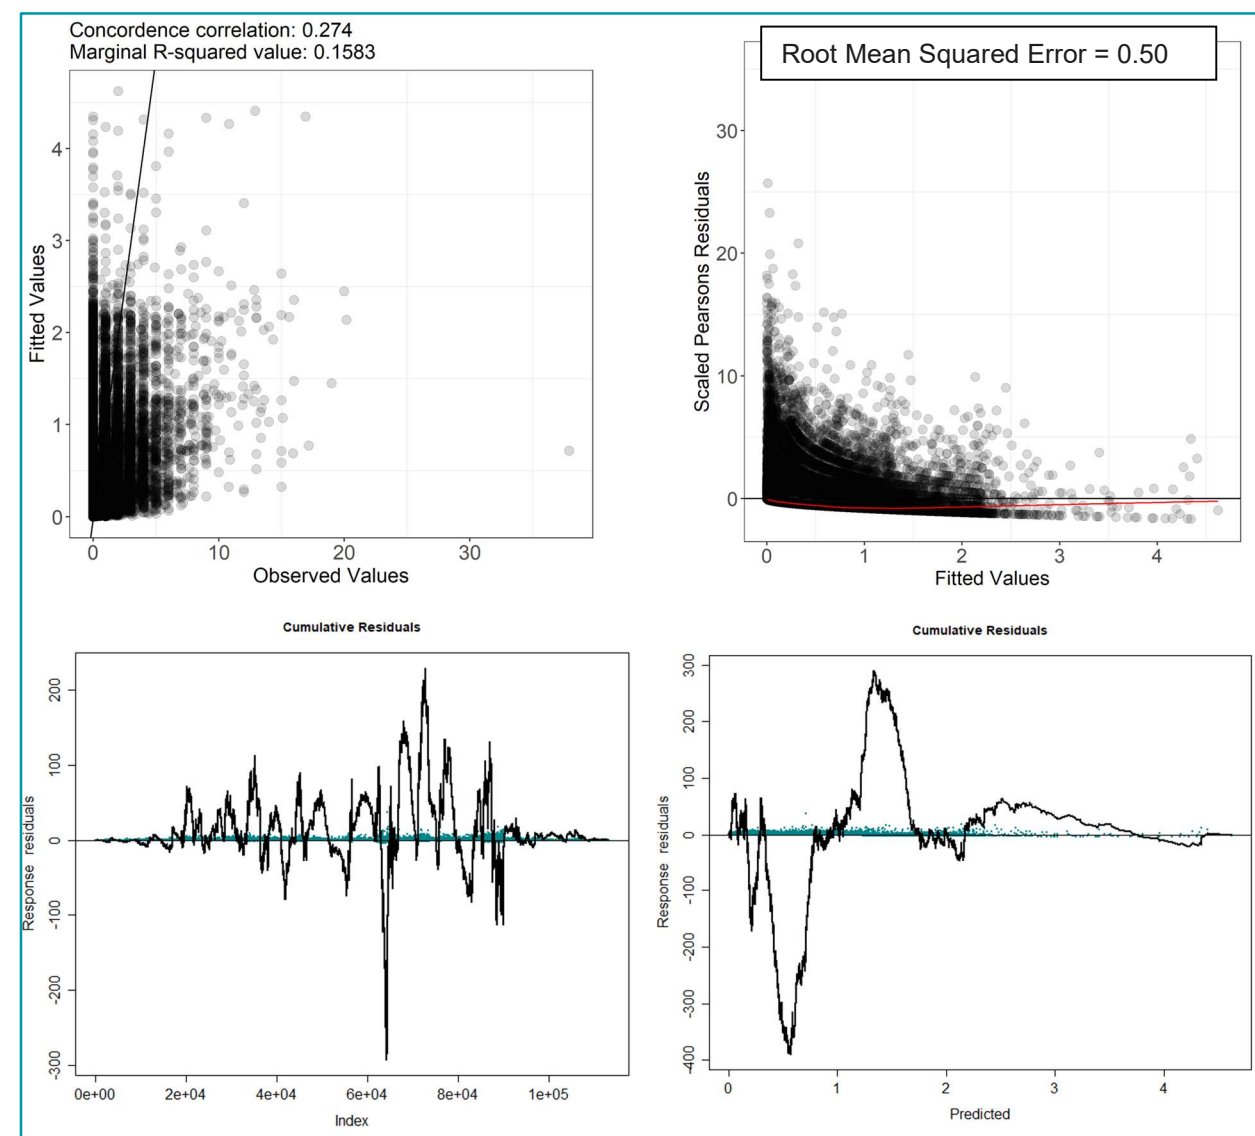 Concordence correlation: 0.274
Marginal R-squared value: 0.1583
4
3
2
1
0
Fitted Values
0 10 20 30
Observed Values
Root Mean Squared Error = 0.50
30
20
10
0
Scaled Pearsons Residuals
0 1 2 3 4
Fitted Values
Cumulative Residuals
200
100
0
-100
-200
-300
Response residuals
0e+00 2e+04 4e+04 6e+04 8e+04 1e+05
Index
Cumulative Residuals
300
200
100
0
-100
-200
-300
-400
Response residuals
0 1 2 3 4
Predicted